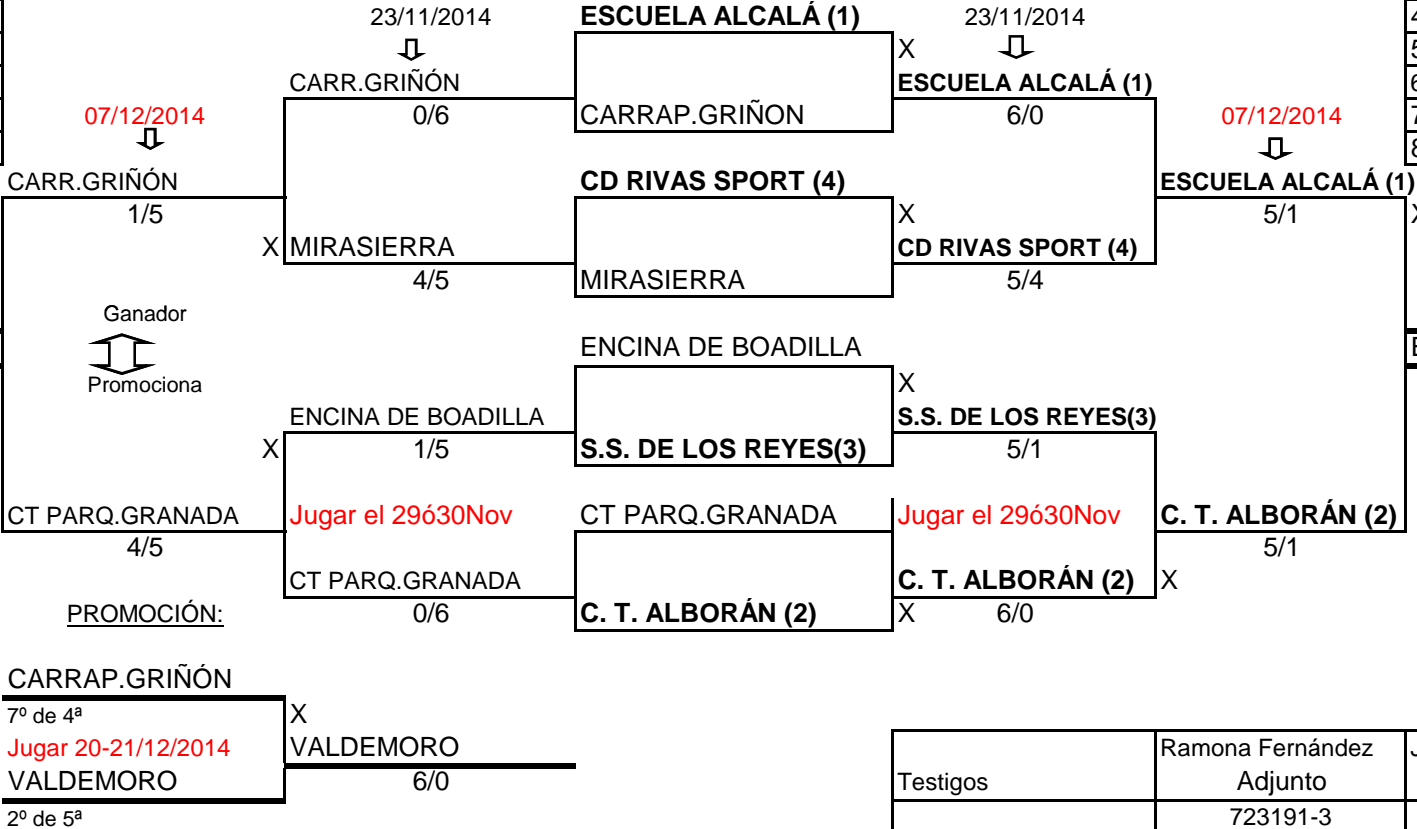 23/11/2014 ESCUELA ALCALÁ (1) 23/11/2014 4
X 5
CARR.GRIÑÓN ESCUELA ALCALÁ (1) 6
07/12/2014 0/6 CARRAP.GRIÑON 6/0 07/12/2014 7
8
CARR.GRIÑÓN CD RIVAS SPORT (4) ESCUELA ALCALÁ (1)
1/5 X 5/1 X
X MIRASIERRA CD RIVAS SPORT (4)
4/5 MIRASIERRA 5/4
Ganador
ENCINA DE BOADILLA
Promociona X
ENCINA DE BOADILLA S.S. DE LOS REYES(3)
X 1/5 S.S. DE LOS REYES(3) 5/1
CT PARQ.GRANADA Jugar el 29ó30Nov CT PARQ.GRANADA Jugar el 29ó30Nov C. T. ALBORÁN (2)
4/5 5/1
CT PARQ.GRANADA C. T. ALBORÁN (2) X
PROMOCIÓN: 0/6 C. T. ALBORÁN (2) X 6/0
CARRAP.GRIÑÓN
7º de 4ª X
Jugar 20-21/12/2014 VALDEMORO Ramona Fernández
VALDEMORO 6/0 Testigos Adjunto
2º de 5ª 723191-3